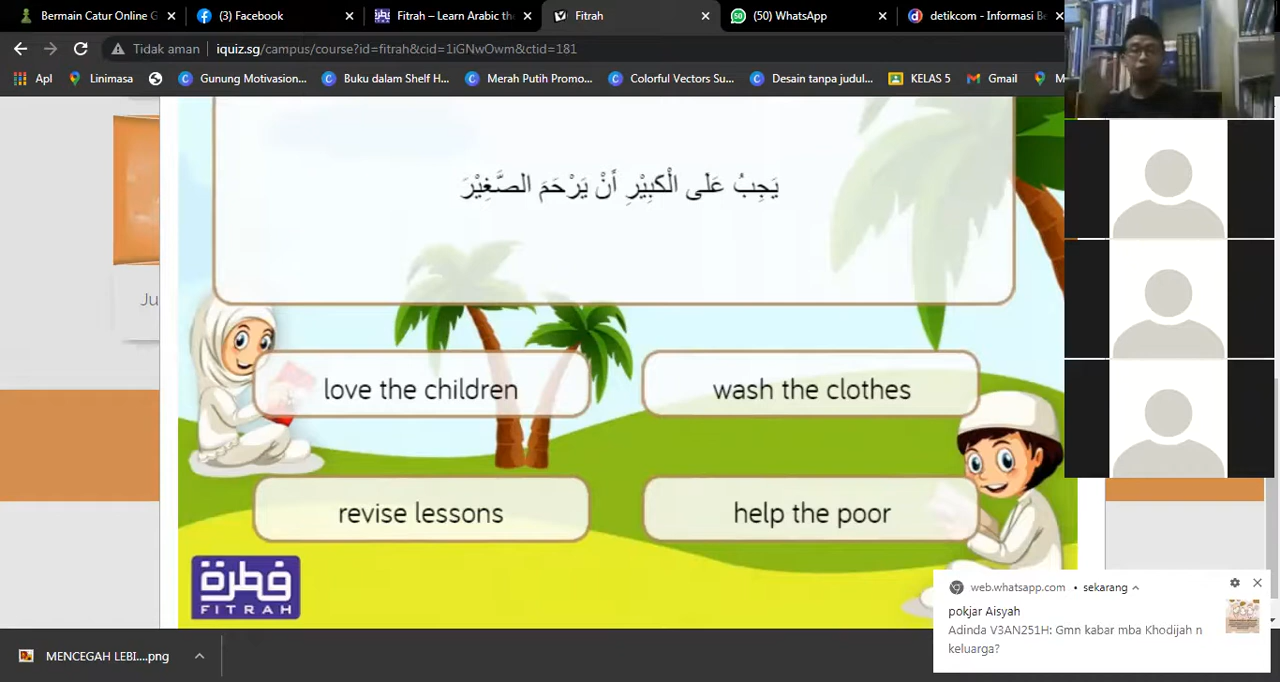 Bermain Catur Online G
(3) Facebook
Fitrah – Learn Arabic the
Fitrah
(50) WhatsApp
detikcom - Informasi Be
Tidak aman
iquiz.sg/campus/course?id=fitrah&cid=1iGNwOwm&ctid=181
Apl
Linimasa
Gunung Motivasion...
Buku dalam Shelf H...
Merah Putih Promo...
Colorful Vectors Su...
Desain tanpa judul...
KELAS 5
Gmail
M
يَجِبُ عَلى الْكَبِيْرِ أَنْ يَرْحَمَ الصَّغِيْرَ
Ju
love the children
wash the clothes
revise lessons
help the poor
فطرة
FITRAH
web.whatsapp.com • sekarang
pokjar Aisyah
Adinda V3AN251H: Gmn kabar mba Khodijah n
keluarga?
MENCEGAH LEBI....png